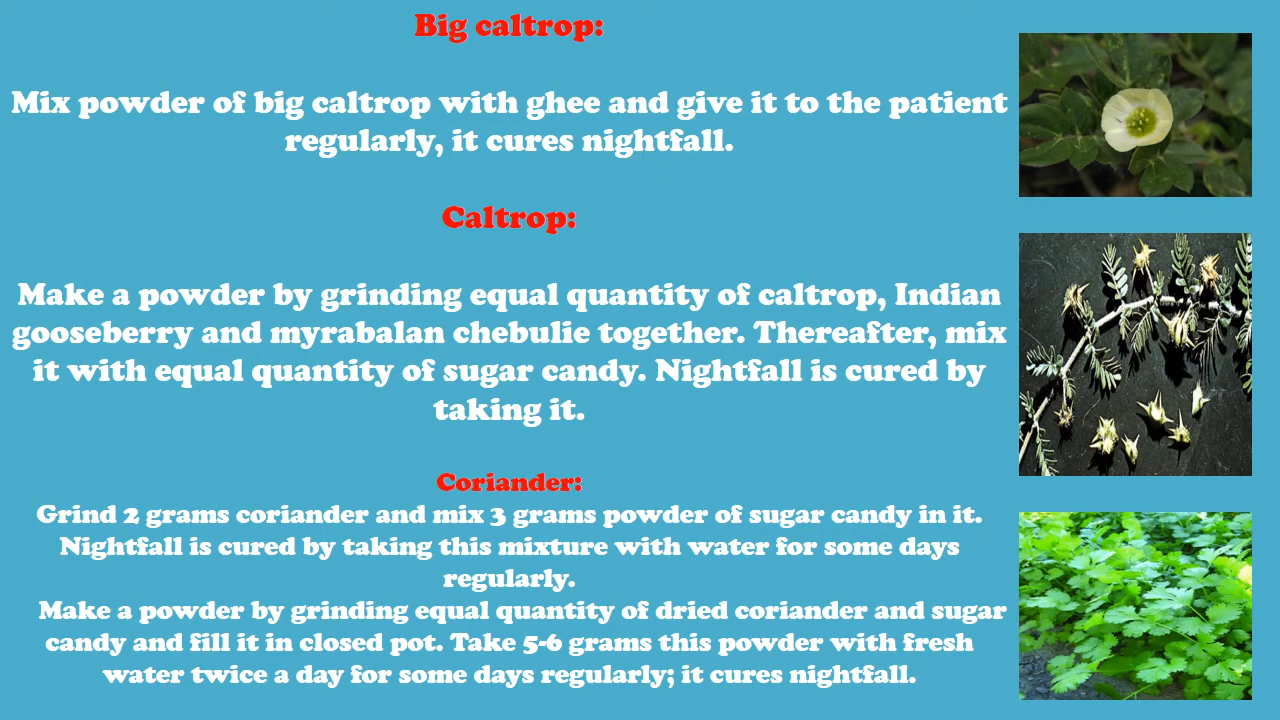 Big caltrop:
Mix powder of big caltrop with ghee and give it to the patient
regularly, it cures nightfall.
Caltrop:
Make a powder by grinding equal quantity of caltrop, Indian
gooseberry and myrabalan chebulie together. Thereafter, mix
it with equal quantity of sugar candy. Nightfall is cured by
taking it.
Coriander:
Grind 2 grams coriander and mix 3 grams powder of sugar candy in it.
Nightfall is cured by taking this mixture with water for some days
regularly.
Make a powder by grinding equal quantity of dried coriander and sugar
candy and fill it in closed pot. Take 5-6 grams this powder with fresh
water twice a day for some days regularly; it cures nightfall.